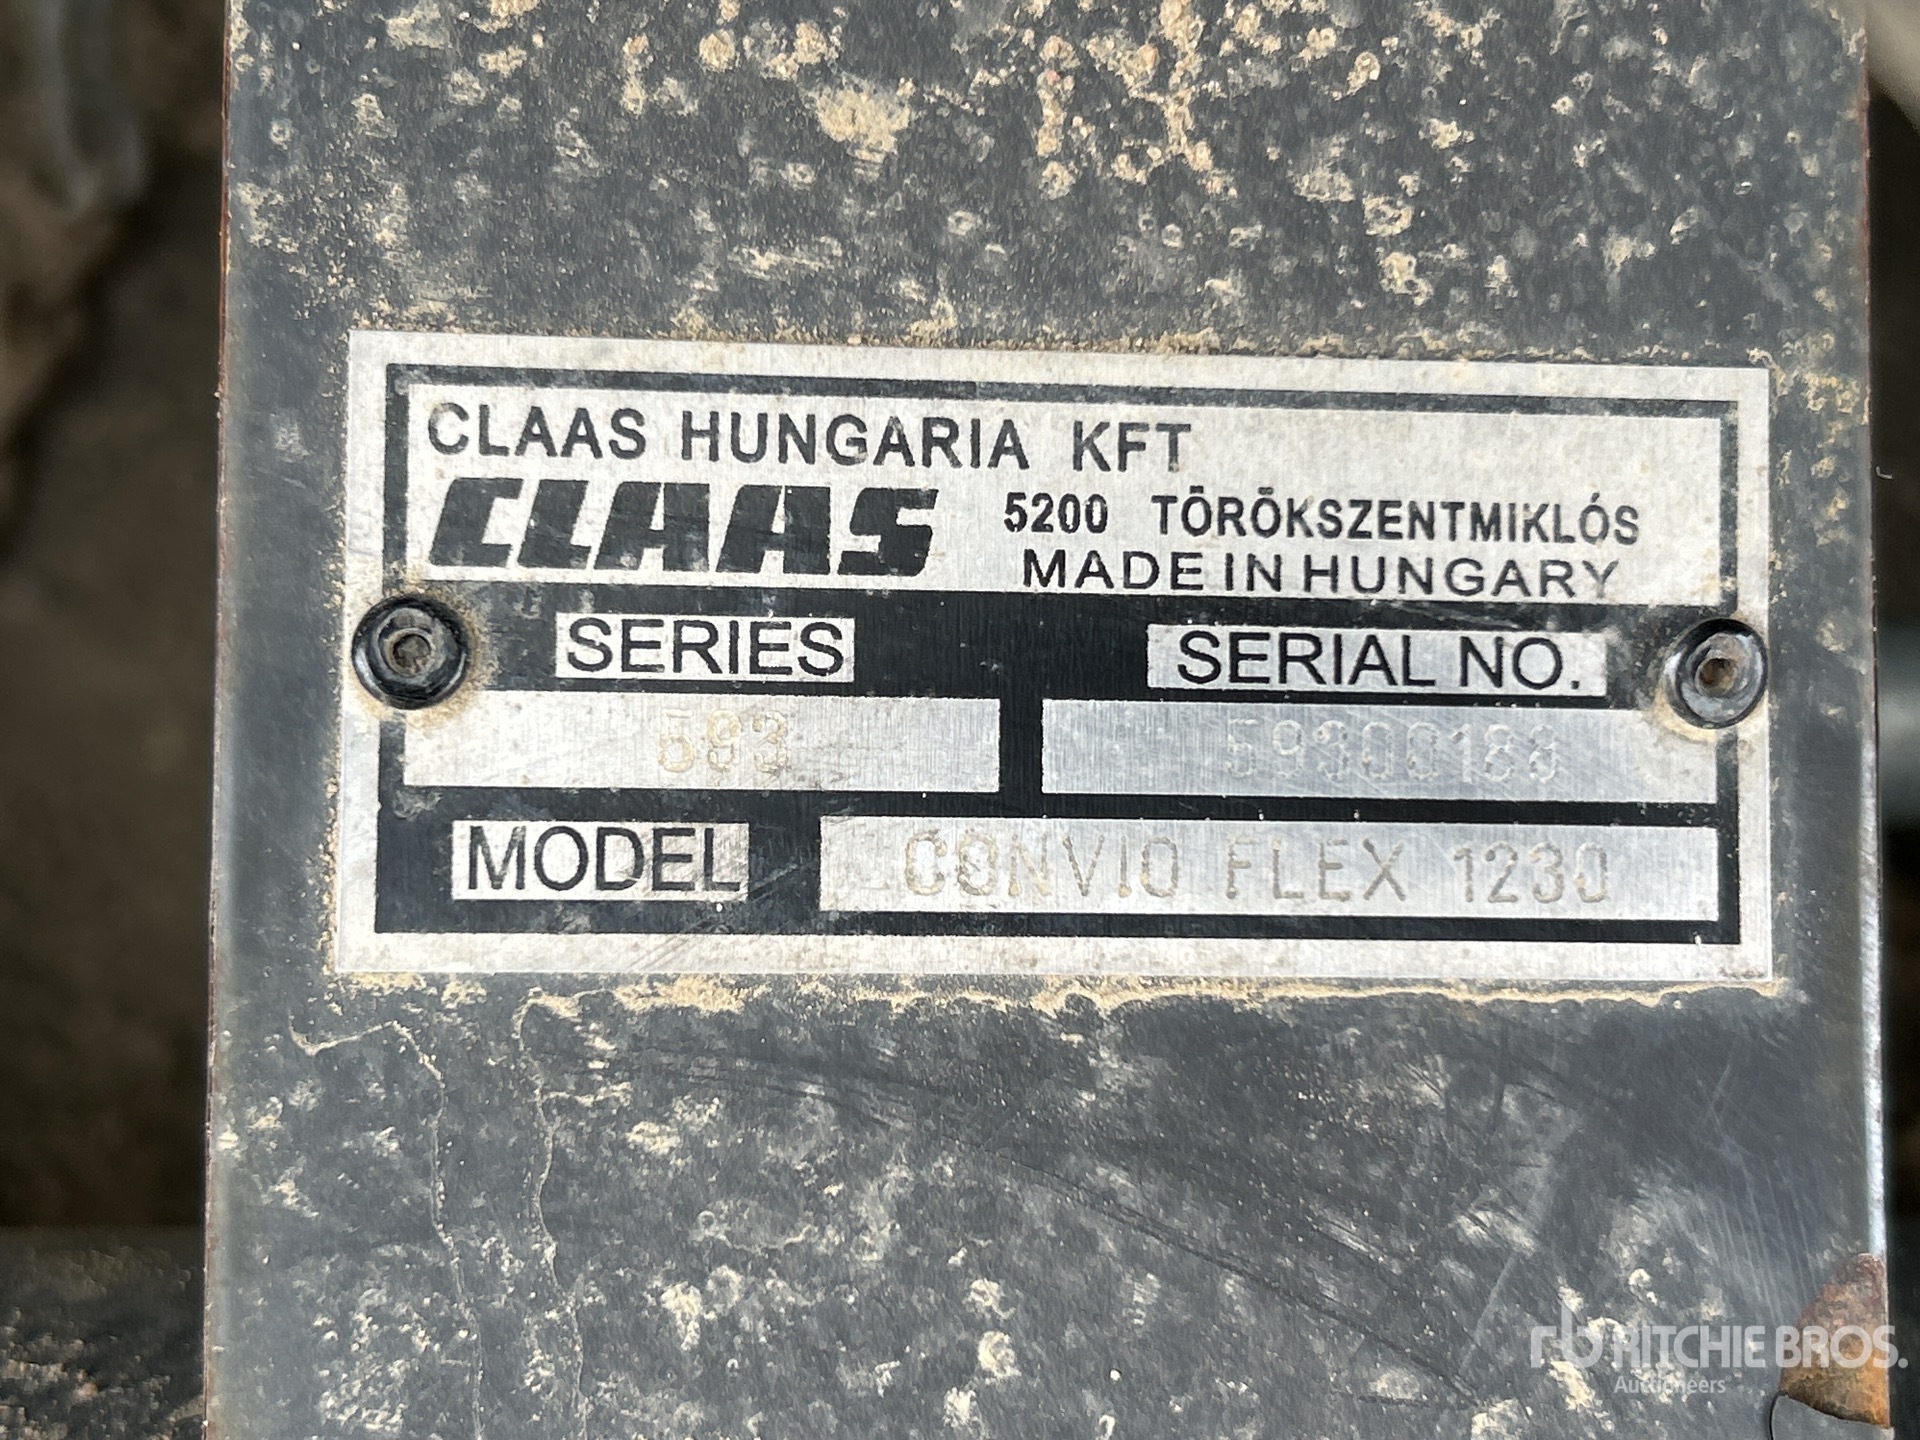 CLAAS HUNGARIA KFT
CLAAS 5200 TÖRÖKSZENTMIKLÓS
MADE IN HUNGARY
SERIES SERIAL NO.
593 59300188
MODEL CONVIO FLEX 1230
rb RITCHIE BROS.
Auctioneers